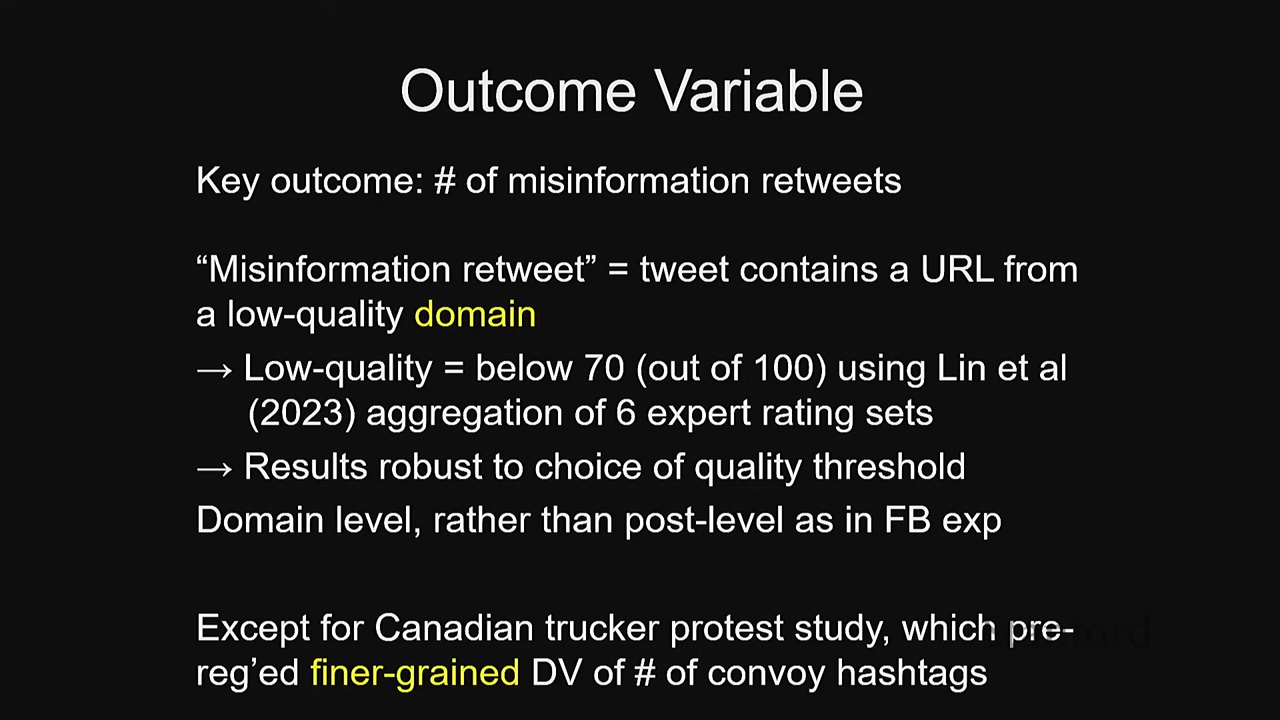 Outcome Variable
Key outcome: # of misinformation retweets
“Misinformation retweet” = tweet contains a URL from
a low-quality domain
→ Low-quality = below 70 (out of 100) using Lin et al
(2023) aggregation of 6 expert rating sets
→ Results robust to choice of quality threshold
Domain level, rather than post-level as in FB exp
Except for Canadian trucker protest study, which pre-
reg’ed finer-grained DV of # of convoy hashtags